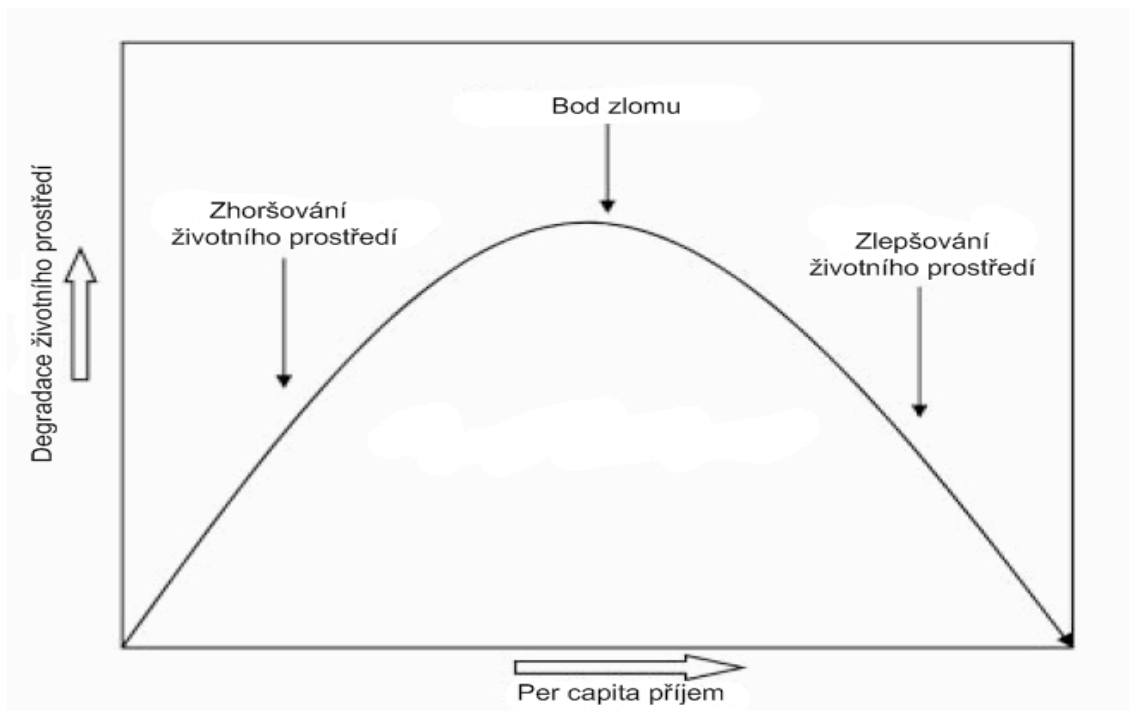 Bod zlomu
Zhoršování
životního prostředí
Zlepšování
životního prostředí
Degradace životního prostředí
Per capita příjem